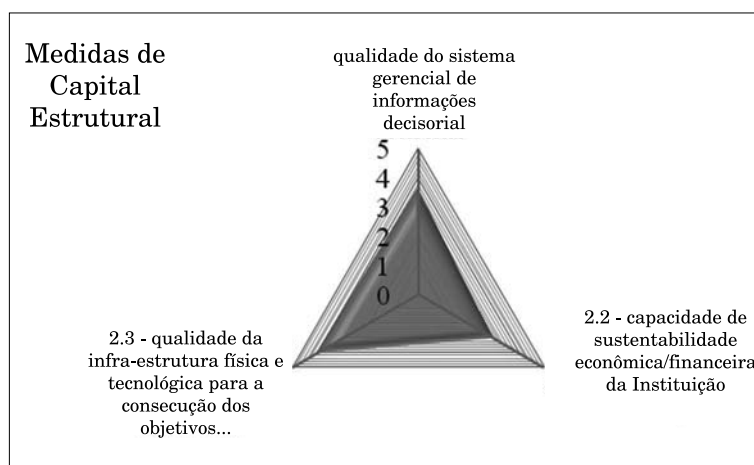 Medidas de
Capital
Estrutural
qualidade do sistema
gerencial de
informações
decisorial
5
4
3
2
1
0
2.3 - qualidade da
infra-estrutura física e
tecnológica para a
consecução dos
objetivos...
2.2 - capacidade de
sustentabilidade
econômica/financeira
da Instituição